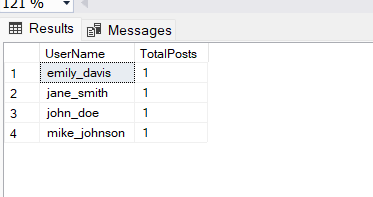 121 %
Results Messages
UserName TotalPosts
1 emily_davis 1
2 jane_smith 1
3 john_doe 1
4 mike_johnson 1